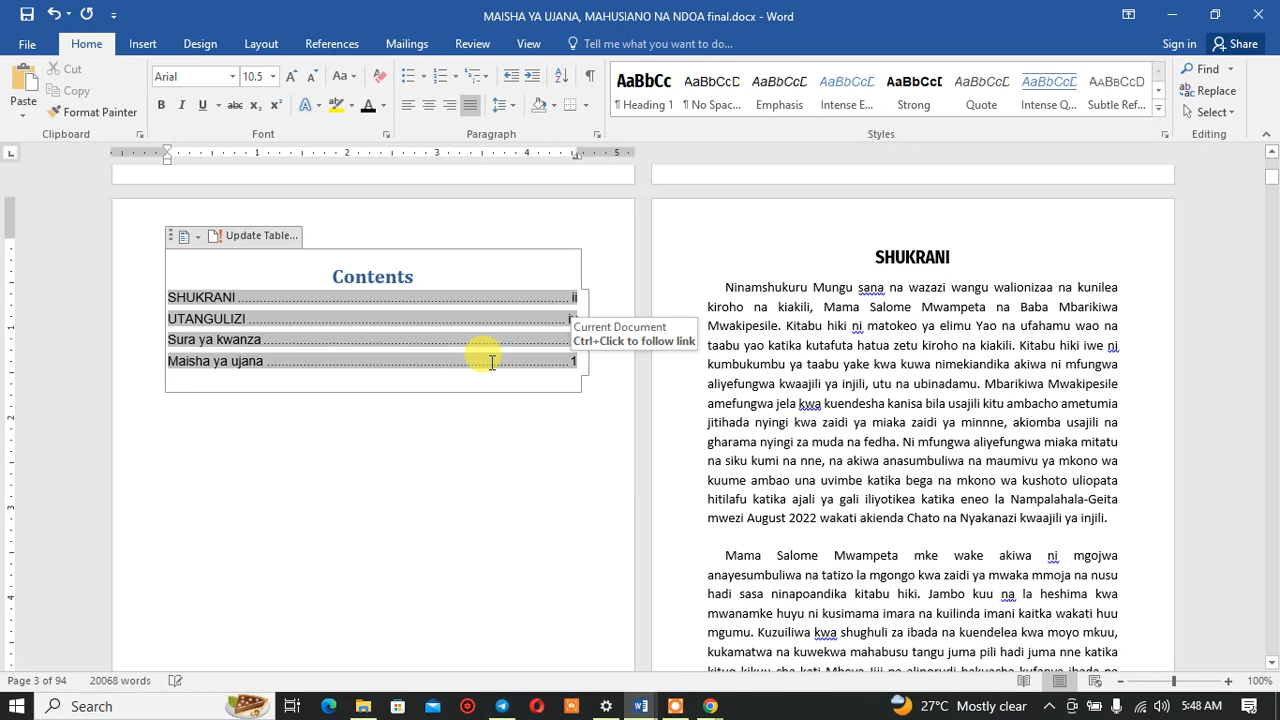 MAISHA YA UJANA, MAHUSIANO NA NDOA final.docx - Word
File Home Insert Design Layout References Mailings Review View Tell me what you want to do... Sign in Share
Paste
Cut
Copy
Format Painter
Clipboard
Arial 10.5
Font
Paragraph
AaBbCc AaBbCcD AaBbCcD AaBbCcD AaBbCcD AaBbCcD AaBbCcD AaBbCcD
¶ Heading 1 ¶ No Spac... Emphasis Intense E... Strong Quote Intense Q... Subtle Ref...
Styles
Find
Replace
Select
Editing
1 2 3 4 5
Update Table...
Contents
SHUKRANI ii
UTANGULIZI
Sura ya kwanza
Maisha ya ujana 1
Current Document
Ctrl+Click to follow link
SHUKRANI
Ninamshukuru Mungu sana na wazazi wangu walionizaa na kunilea
kiroho na kiakili, Mama Salome Mwampeta na Baba Mbarikiwa
Mwakipesile. Kitabu hiki ni matokeo ya elimu Yao na ufahamu wao na
taabu yao katika kutafuta hatua zetu kiroho na kiakili. Kitabu hiki iwe ni
kumbukumbu ya taabu yake kwa kuwa nimekiandika akiwa ni mfungwa
aliyefungwa kwaajili ya injili, utu na ubinadamu. Mbarikiwa Mwakipesile
amefungwa jela kwa kuendesha kanisa bila usajili kitu ambacho ametumia
jitihada nyingi kwa zaidi ya miaka zaidi ya minnne, akiomba usajili na
gharama nyingi za muda na fedha. Ni mfungwa aliyefungwa miaka mitatu
na siku kumi na nne, na akiwa anasumbuliwa na maumivu ya mkono wa
kuume ambao una uvimbe katika bega na mkono wa kushoto uliopata
hitilafu katika ajali ya gali iliyotikea katika eneo la Nampalahala-Geita
mwezi August 2022 wakati akienda Chato na Nyakanazi kwaajili ya injili.
Mama Salome Mwampeta mke wake akiwa ni mgojwa
anayesumbuliwa na tatizo la mgongo kwa zaidi ya mwaka mmoja na nusu
hadi sasa ninapoandika kitabu hiki. Jambo kuu na la heshima kwa
mwanamke huyu ni kusimama imara na kuilinda imani kaitka wakati huu
mgumu. Kuzuiliwa kwa shughuli za ibada na kuendelea kwa moyo mkuu,
kukamatwa na kuwekwa mahabusu tangu juma pili hadi juma nne katika
Page 3 of 94 20068 words 100%
Search
27°C Mostly clear 5:48 AM